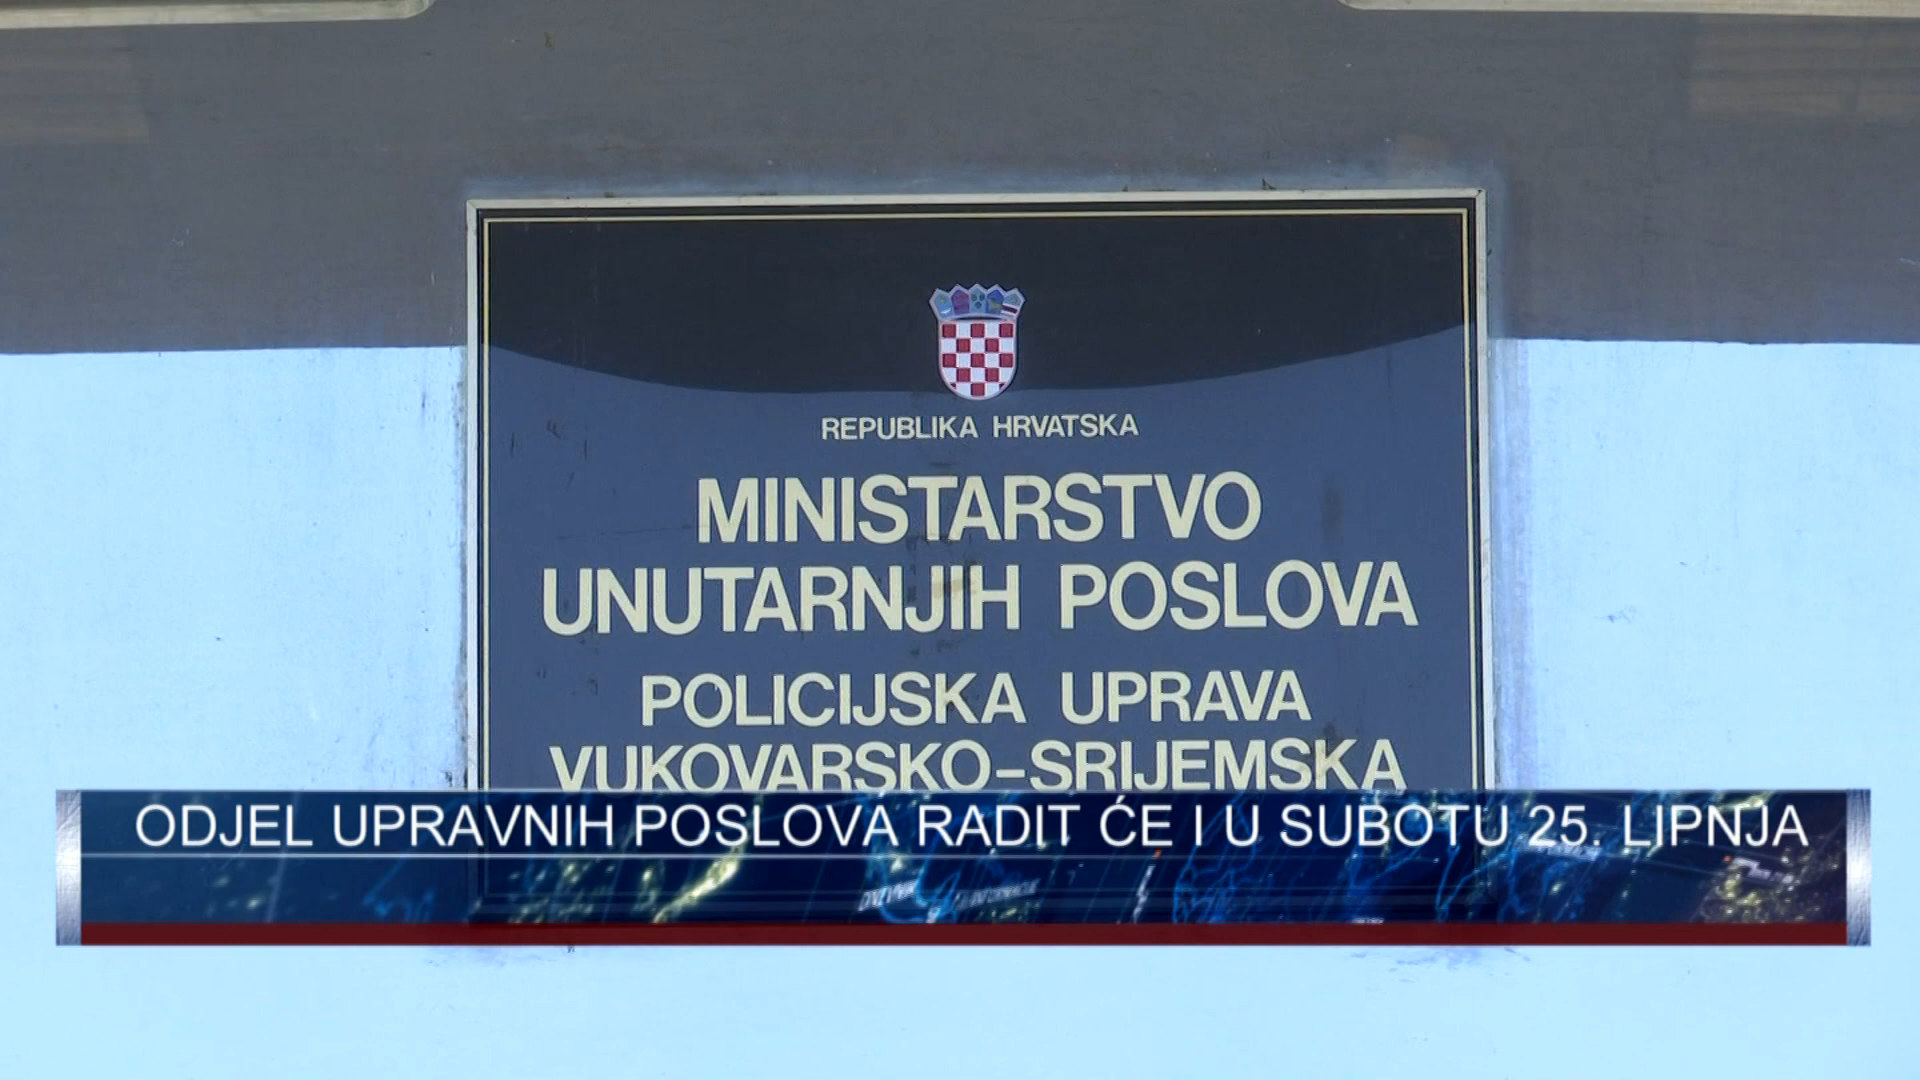 REPUBLIKA HRVATSKA
MINISTARSTVO
UNUTARNJIH POSLOVA
POLICIJSKA UPRAVA
VUKOVARSKO-SRIJEMSKA
ODJEL UPRAVNIH POSLOVA RADIT ĆE I U SUBOTU 25. LIPNJA